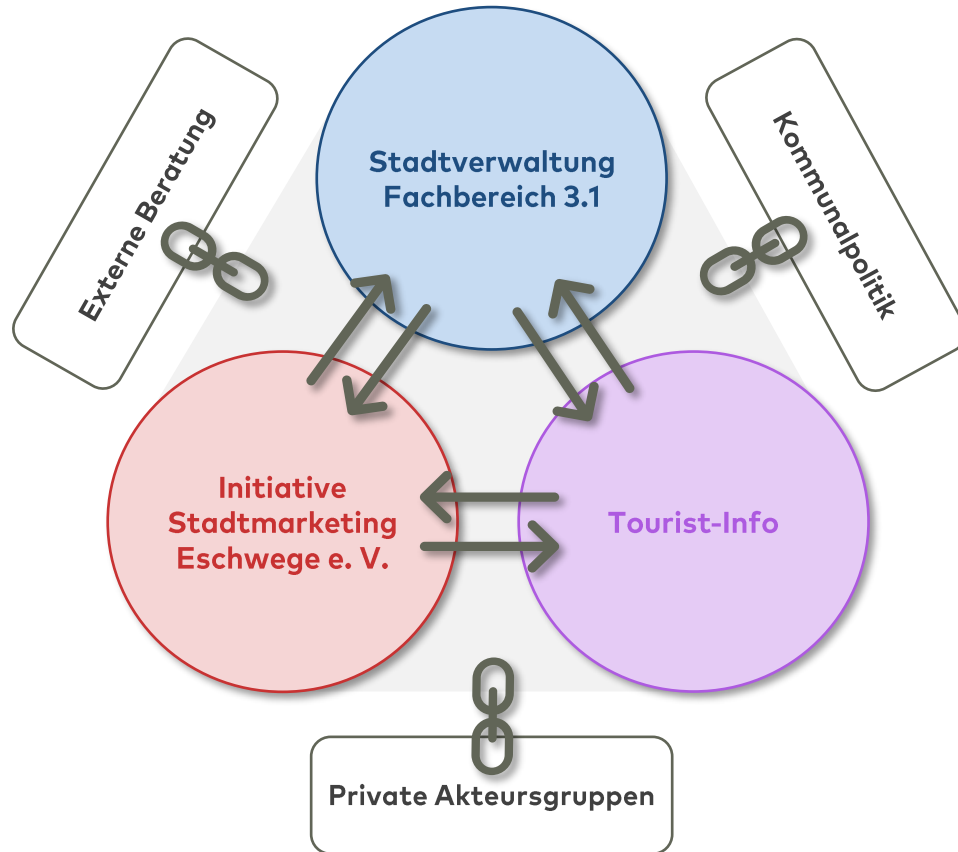 Externe Beratung
Kommunalpolitik
Stadtverwaltung
Fachbereich 3.1
Initiative
Stadtmarketing
Eschwege e. V.
Tourist-Info
Private Akteursgruppen